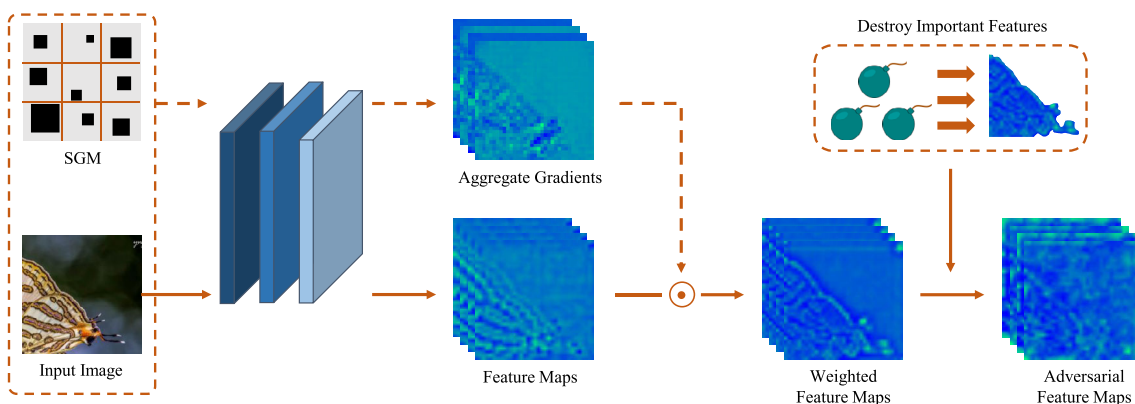 Destroy Important Features
SGM
Aggregate Gradients
Input Image
Feature Maps
Weighted
Feature Maps
Adversarial
Feature Maps